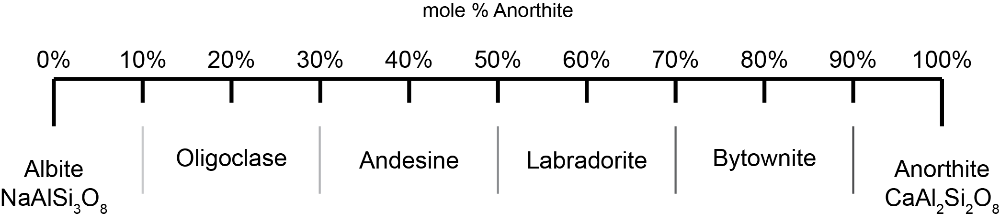 mole % Anorthite
0% 10% 20% 30% 40% 50% 60% 70% 80% 90% 100%
Albite Oligoclase Andesine Labradorite Bytownite Anorthite
NaAlSi₃O₈ CaAl₂Si₂O₈